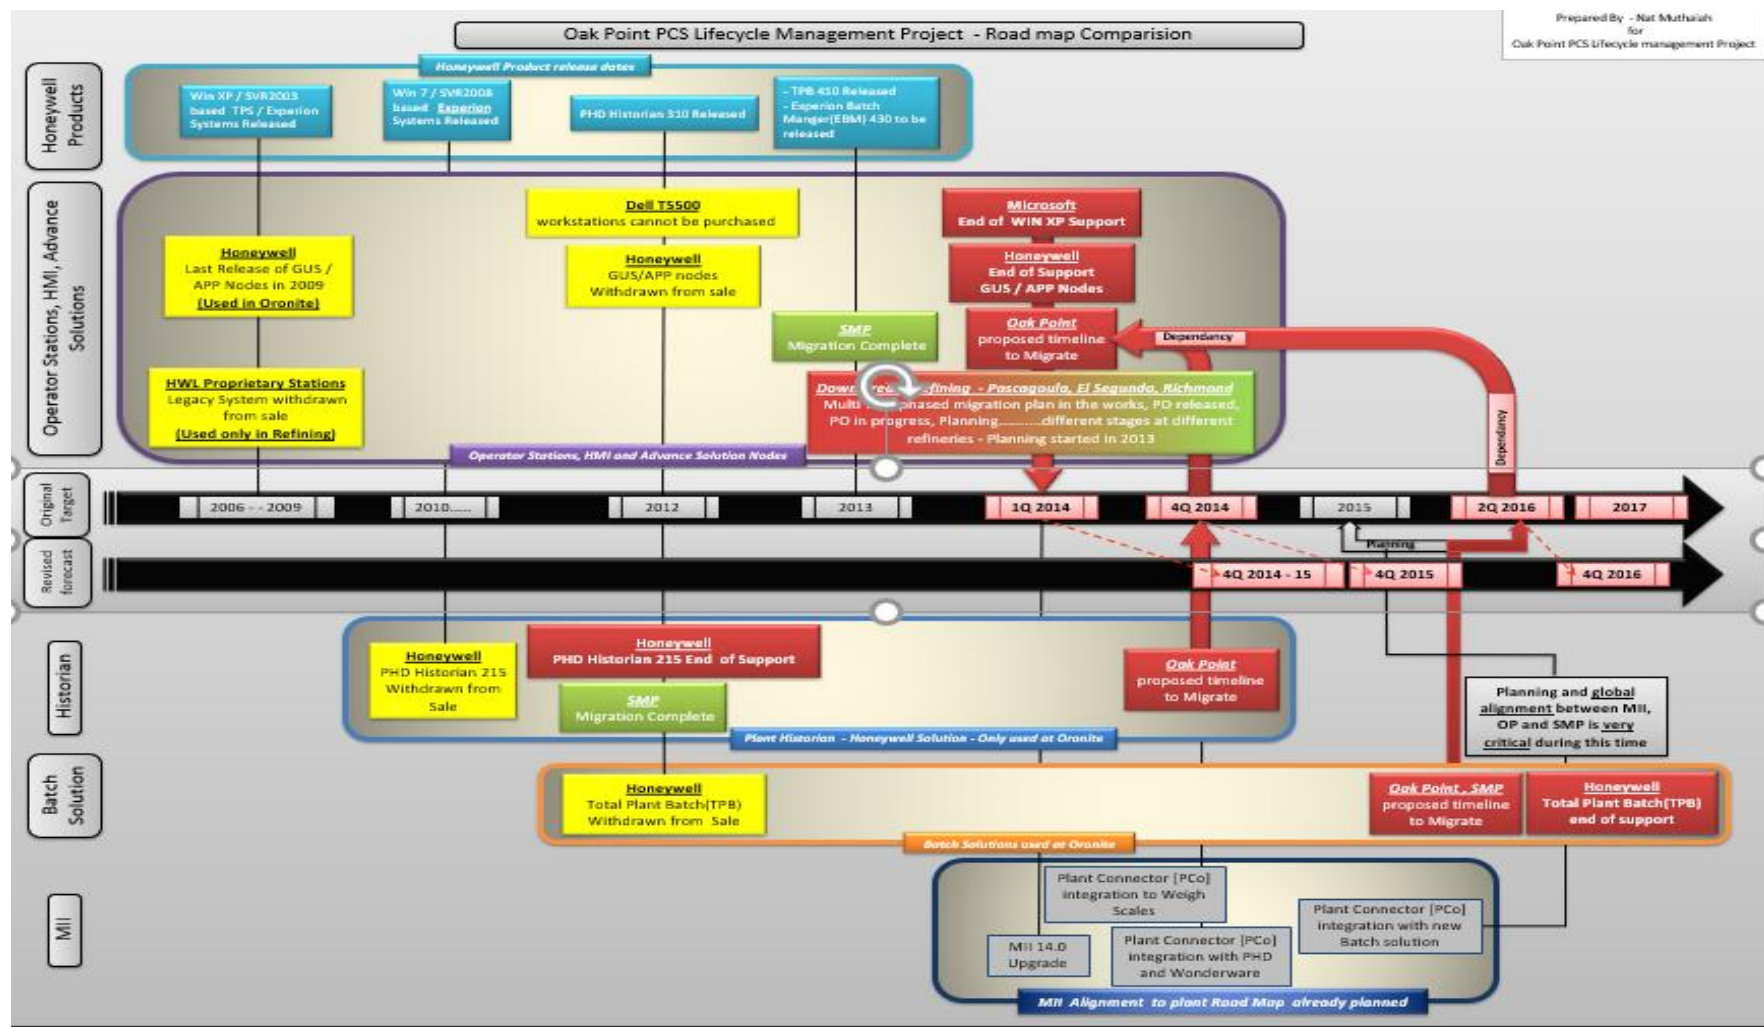 Prepared By - Nat Muthaiah
for
Oak Point PCS Lifecycle management Project
Oak Point PCS Lifecycle Management Project - Road map Comparision
Honeywell
Products
Honeywell Product release dates
Win XP / SVR2003
based TPS / Experion
Systems Released
Win 7 / SVR2008
based Experion
Systems Released
PHD Historian 310 Released
- TPB 410 Released
- Experion Batch
Manger(EBM) 430 to be
released
Operator Stations, HMI, Advance
Solutions
Honeywell
Last Release of GUS /
APP Nodes in 2009
(Used in Oronite)
HWL Proprietary Stations
Legacy System withdrawn
from sale
(Used only in Refining)
Dell T5500
workstations cannot be purchased
Honeywell
GUS/APP nodes
Withdrawn from sale
SMP
Migration Complete
Microsoft
End of WIN XP Support
Honeywell
End of Support
GUS / APP Nodes
Oak Point
proposed timeline
to Migrate
Dependancy
Dependancy
fining - Pascagoula, El Segundo, Richmond
Multi phased migration plan in the works, PD released,
PO in progress, Planning.........different stages at different
refineries - Planning started in 2013
Operator Stations, HMI and Advance Solution Nodes
Original
Target
2006 - - 2009
2010.....
2012
2013
1Q 2014
4Q 2014
2015
2Q 2016
2017
Planning
Revised
forecast
4Q 2014 - 15
4Q 2015
4Q 2016
Historian
Honeywell
PHD Historian 215
Withdrawn from
Sale
Honeywell
PHD Historian 215 End of Support
SMP
Migration Complete
Oak Point
proposed timeline
to Migrate
Plant Historian - Honeywell Solution - Only used at Oronite
Planning and global
alignment between MII,
OP and SMP is very
critical during this time
Batch
Solution
Honeywell
Total Plant Batch(TPB)
Withdrawn from Sale
Oak Point , SMP
proposed timeline
to Migrate
Honeywell
Total Plant Batch(TPB)
end of support
Batch Solutions used at Oronite
MII
Plant Connector [PCo]
integration to Weigh
Scales
MII 14.0
Upgrade
Plant Connector [PCo]
integration with PHD
and Wonderware
Plant Connector [PCo]
integration with new
Batch solution
MII Alignment to plant Road Map already planned